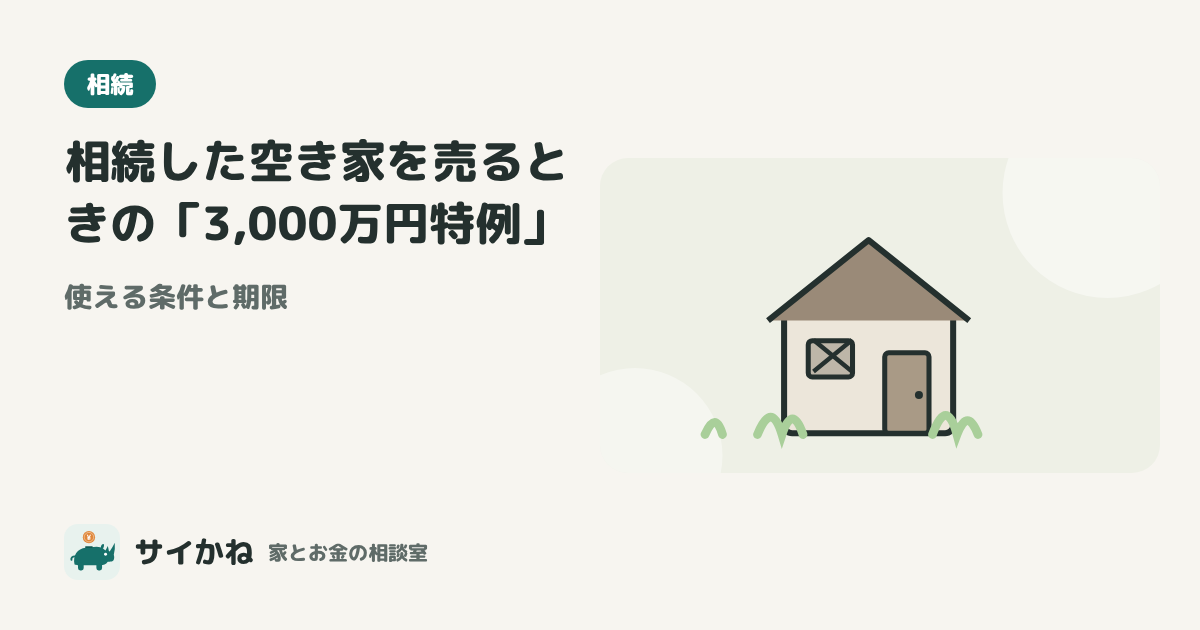 相続
相続した空き家を売ると
きの「3,000万円特例」
使える条件と期限
¥
サイかね 家とお金の相談室